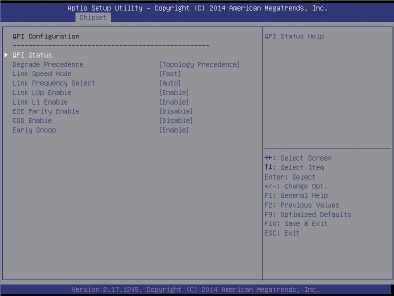 Aptio Setup Utility - Copyright (C) 2014 American Megatrends, Inc.
Chipset
QPI Configuration
QPI Status
Degrade Precedence [Topology Precedence]
Link Speed Mode [Fast]
Link Frequency Select [Auto]
Link L0p Enable [Enable]
Link L1 Enable [Enable]
E2E Parity Enable [Disable]
COD Enable [Disable]
Early Snoop [Enable]
QPI Status Help
→←: Select Screen
↑↓: Select Item
Enter: Select
+/-: Change Opt.
F1: General Help
F2: Previous Values
F9: Optimized Defaults
F10: Save & Exit
ESC: Exit
Version 2.17.1245. Copyright (C) 2014 American Megatrends, Inc.